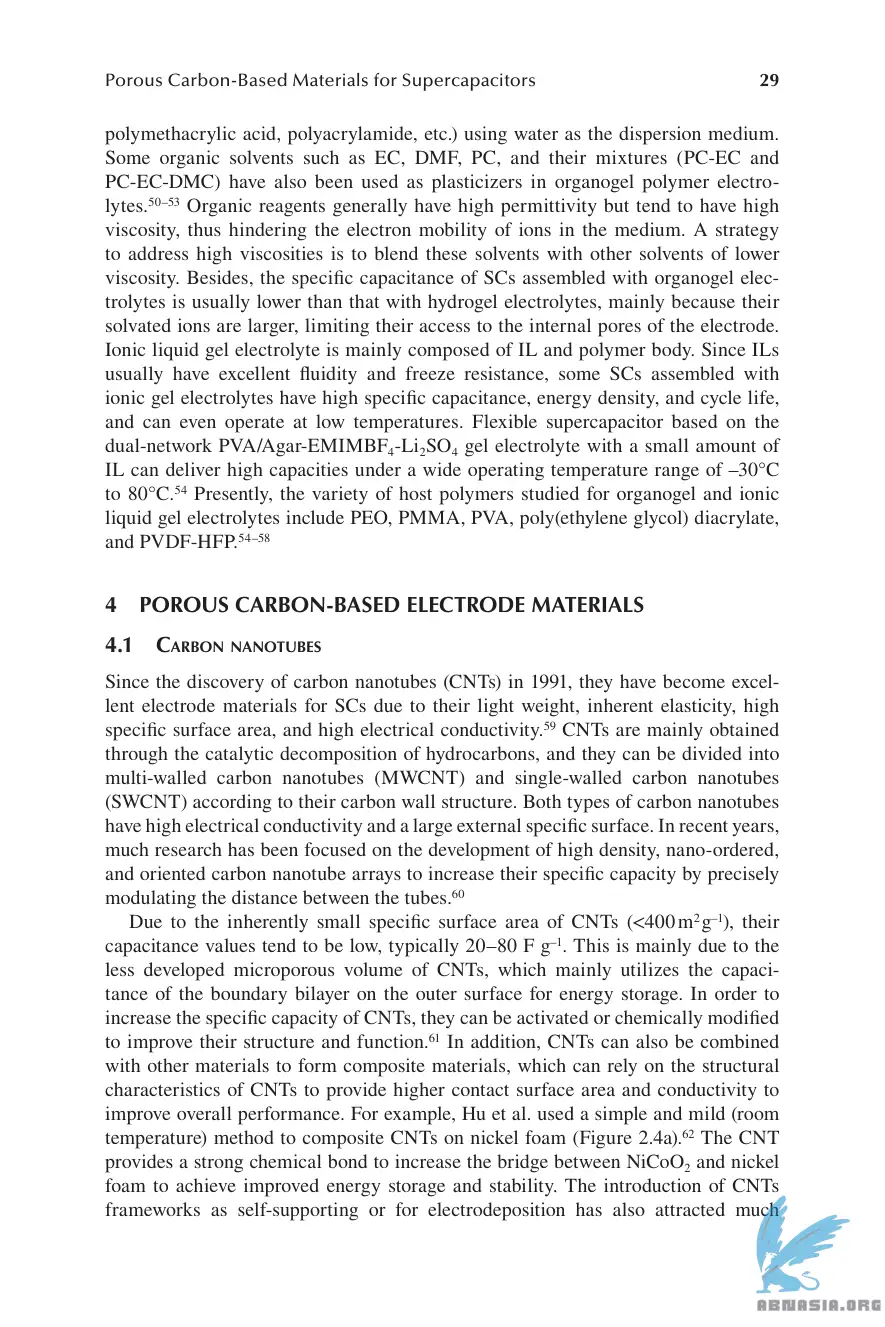 Porous Carbon-Based Materials for Supercapacitors 29
polymethacrylic acid, polyacrylamide, etc.) using water as the dispersion medium.
Some organic solvents such as EC, DMF, PC, and their mixtures (PC-EC and
PC-EC-DMC) have also been used as plasticizers in organogel polymer electro-
lytes.⁵⁰⁻⁵³ Organic reagents generally have high permittivity but tend to have high
viscosity, thus hindering the electron mobility of ions in the medium. A strategy
to address high viscosities is to blend these solvents with other solvents of lower
viscosity. Besides, the specific capacitance of SCs assembled with organogel elec-
trolytes is usually lower than that with hydrogel electrolytes, mainly because their
solvated ions are larger, limiting their access to the internal pores of the electrode.
Ionic liquid gel electrolyte is mainly composed of IL and polymer body. Since ILs
usually have excellent fluidity and freeze resistance, some SCs assembled with
ionic gel electrolytes have high specific capacitance, energy density, and cycle life,
and can even operate at low temperatures. Flexible supercapacitor based on the
dual-network PVA/Agar-EMIMBF₄-Li₂SO₄ gel electrolyte with a small amount of
IL can deliver high capacities under a wide operating temperature range of –30°C
to 80°C.⁵⁴ Presently, the variety of host polymers studied for organogel and ionic
liquid gel electrolytes include PEO, PMMA, PVA, poly(ethylene glycol) diacrylate,
and PVDF-HFP.⁵⁴⁻⁵⁸
4 POROUS CARBON-BASED ELECTRODE MATERIALS
4.1 Carbon nanotubes
Since the discovery of carbon nanotubes (CNTs) in 1991, they have become excel-
lent electrode materials for SCs due to their light weight, inherent elasticity, high
specific surface area, and high electrical conductivity.⁵⁹ CNTs are mainly obtained
through the catalytic decomposition of hydrocarbons, and they can be divided into
multi-walled carbon nanotubes (MWCNT) and single-walled carbon nanotubes
(SWCNT) according to their carbon wall structure. Both types of carbon nanotubes
have high electrical conductivity and a large external specific surface. In recent years,
much research has been focused on the development of high density, nano-ordered,
and oriented carbon nanotube arrays to increase their specific capacity by precisely
modulating the distance between the tubes.⁶⁰
Due to the inherently small specific surface area of CNTs (<400 m² g⁻¹), their
capacitance values tend to be low, typically 20–80 F g⁻¹. This is mainly due to the
less developed microporous volume of CNTs, which mainly utilizes the capaci-
tance of the boundary bilayer on the outer surface for energy storage. In order to
increase the specific capacity of CNTs, they can be activated or chemically modified
to improve their structure and function.⁶¹ In addition, CNTs can also be combined
with other materials to form composite materials, which can rely on the structural
characteristics of CNTs to provide higher contact surface area and conductivity to
improve overall performance. For example, Hu et al. used a simple and mild (room
temperature) method to composite CNTs on nickel foam (Figure 2.4a).⁶² The CNT
provides a strong chemical bond to increase the bridge between NiCoO₂ and nickel
foam to achieve improved energy storage and stability. The introduction of CNTs
frameworks as self-supporting or for electrodeposition has also attracted much
ABNASIA.ORG